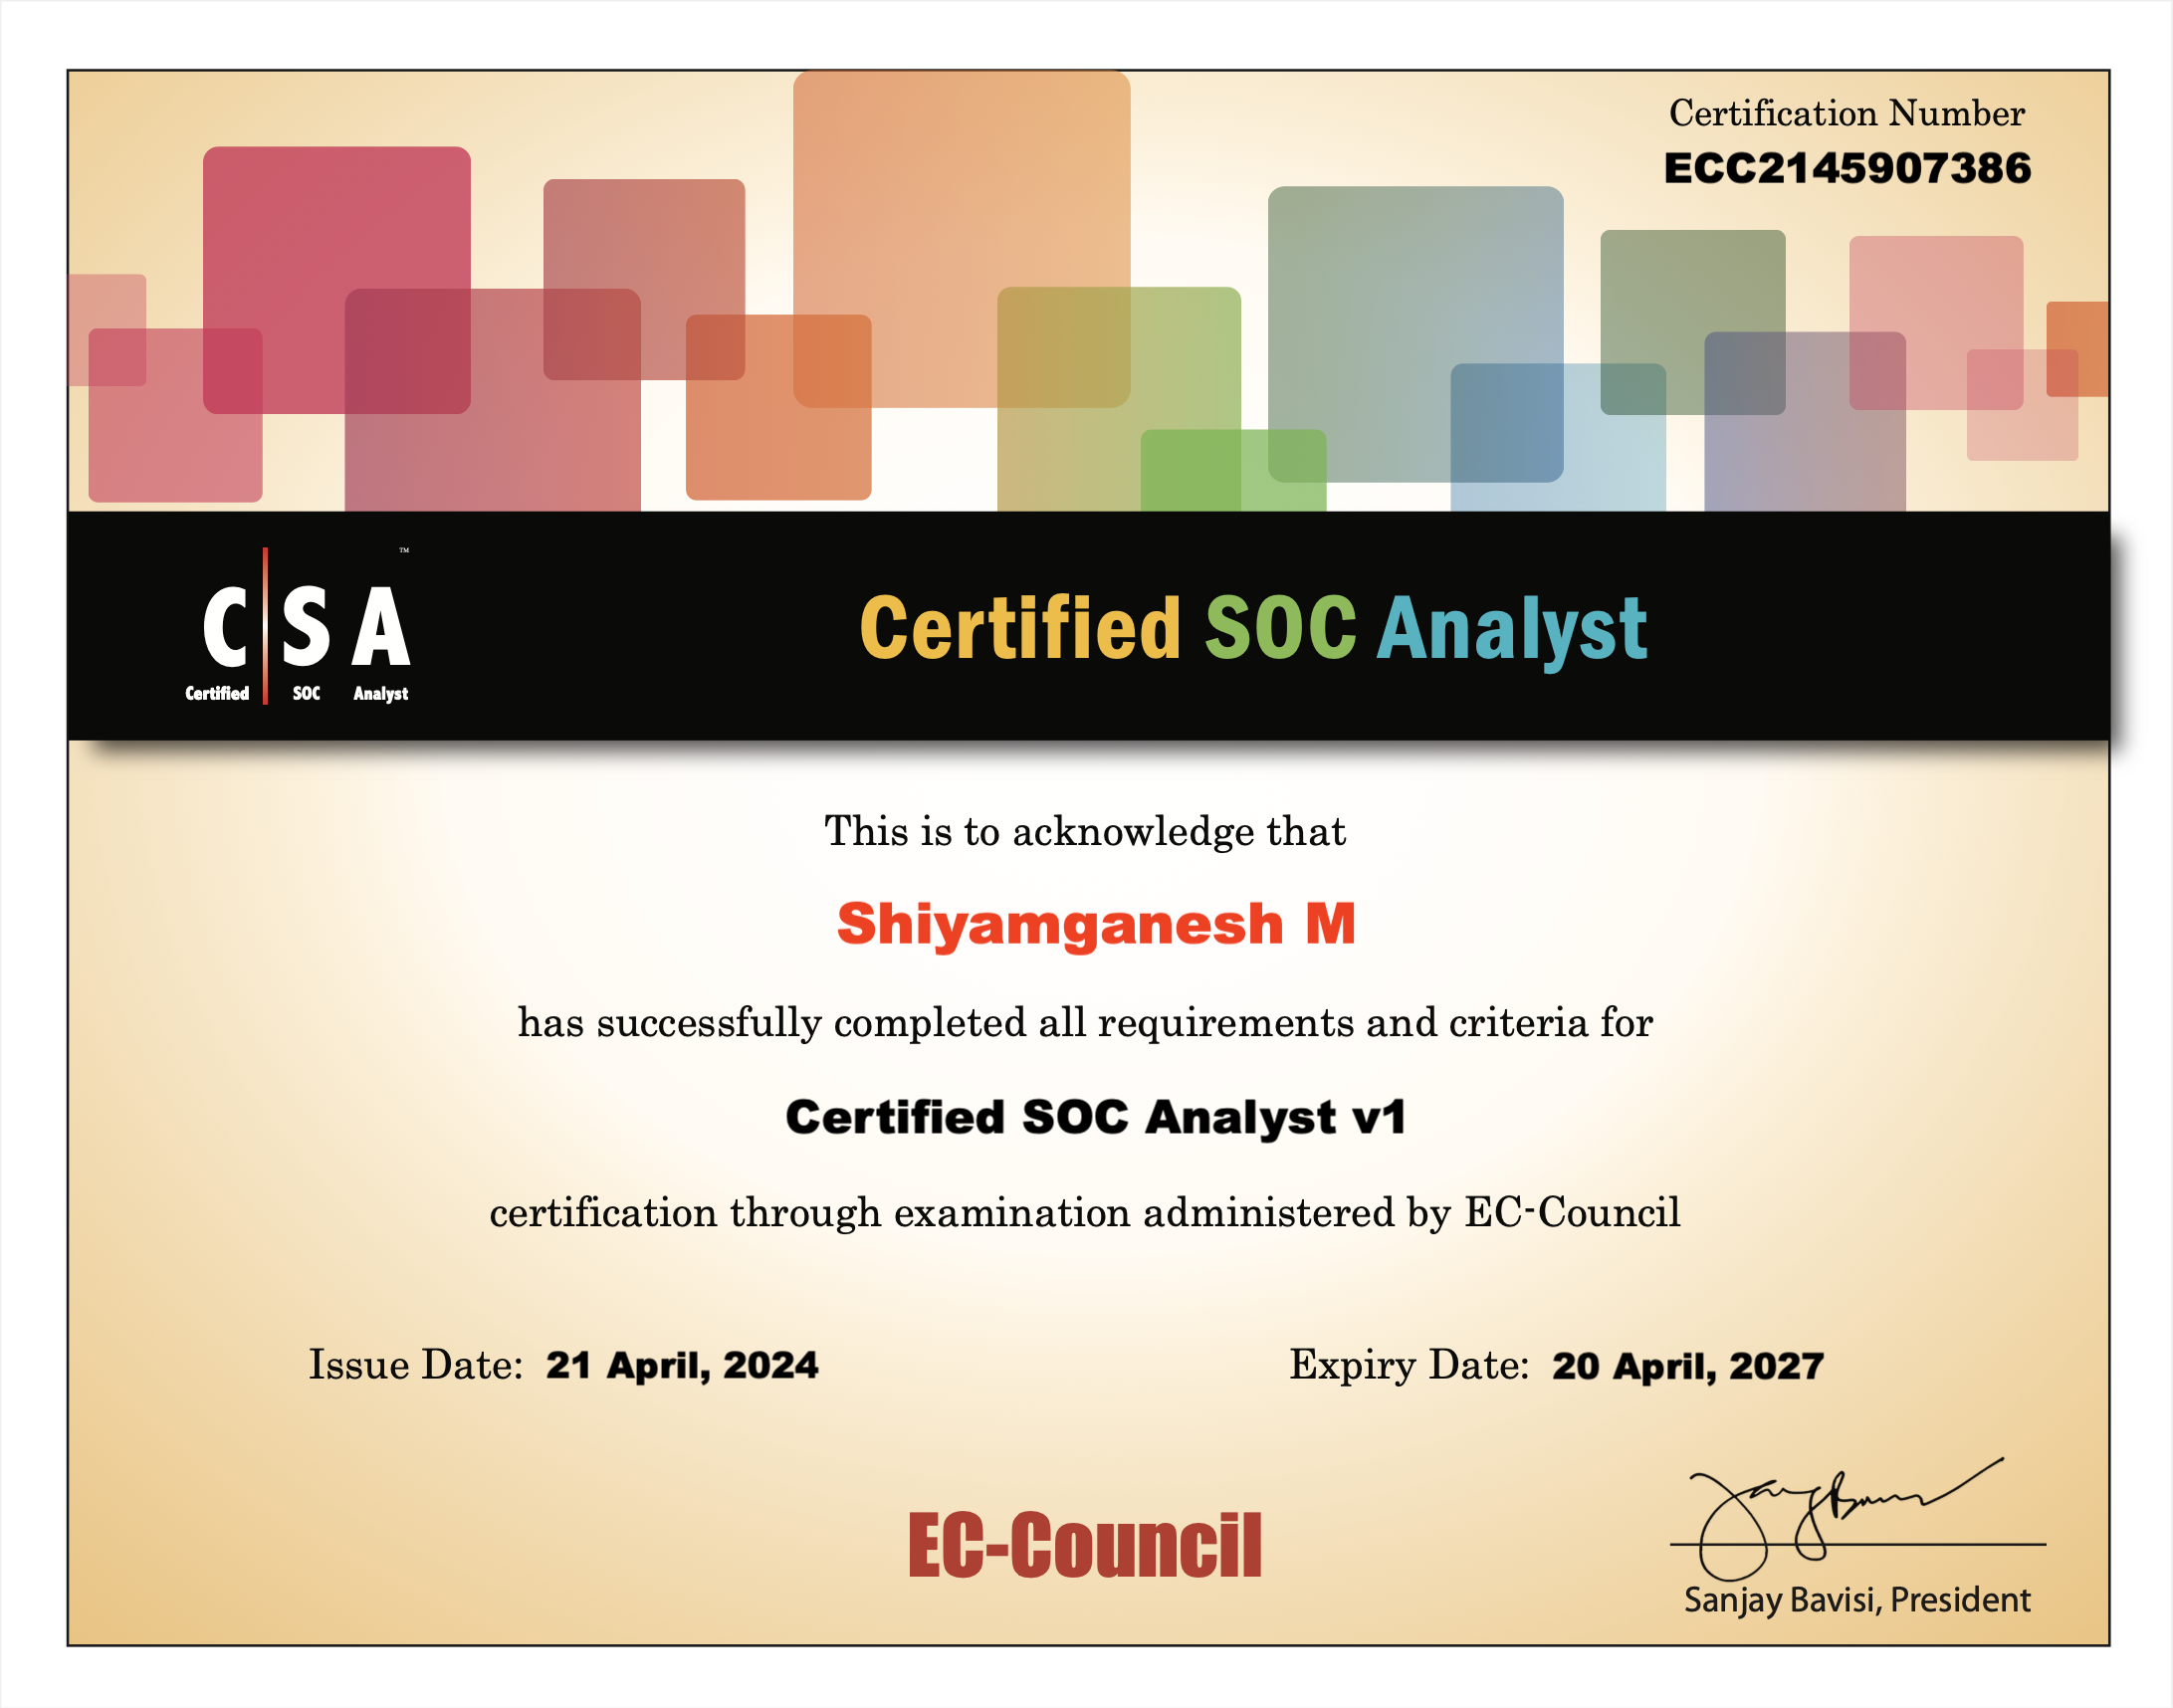 Certification Number
ECC2145907386
CSA™
Certified SOC Analyst
Certified SOC Analyst
This is to acknowledge that
Shiyamganesh M
has successfully completed all requirements and criteria for
Certified SOC Analyst v1
certification through examination administered by EC-Council
Issue Date: 21 April, 2024 Expiry Date: 20 April, 2027
EC-Council
Sanjay Bavisi, President